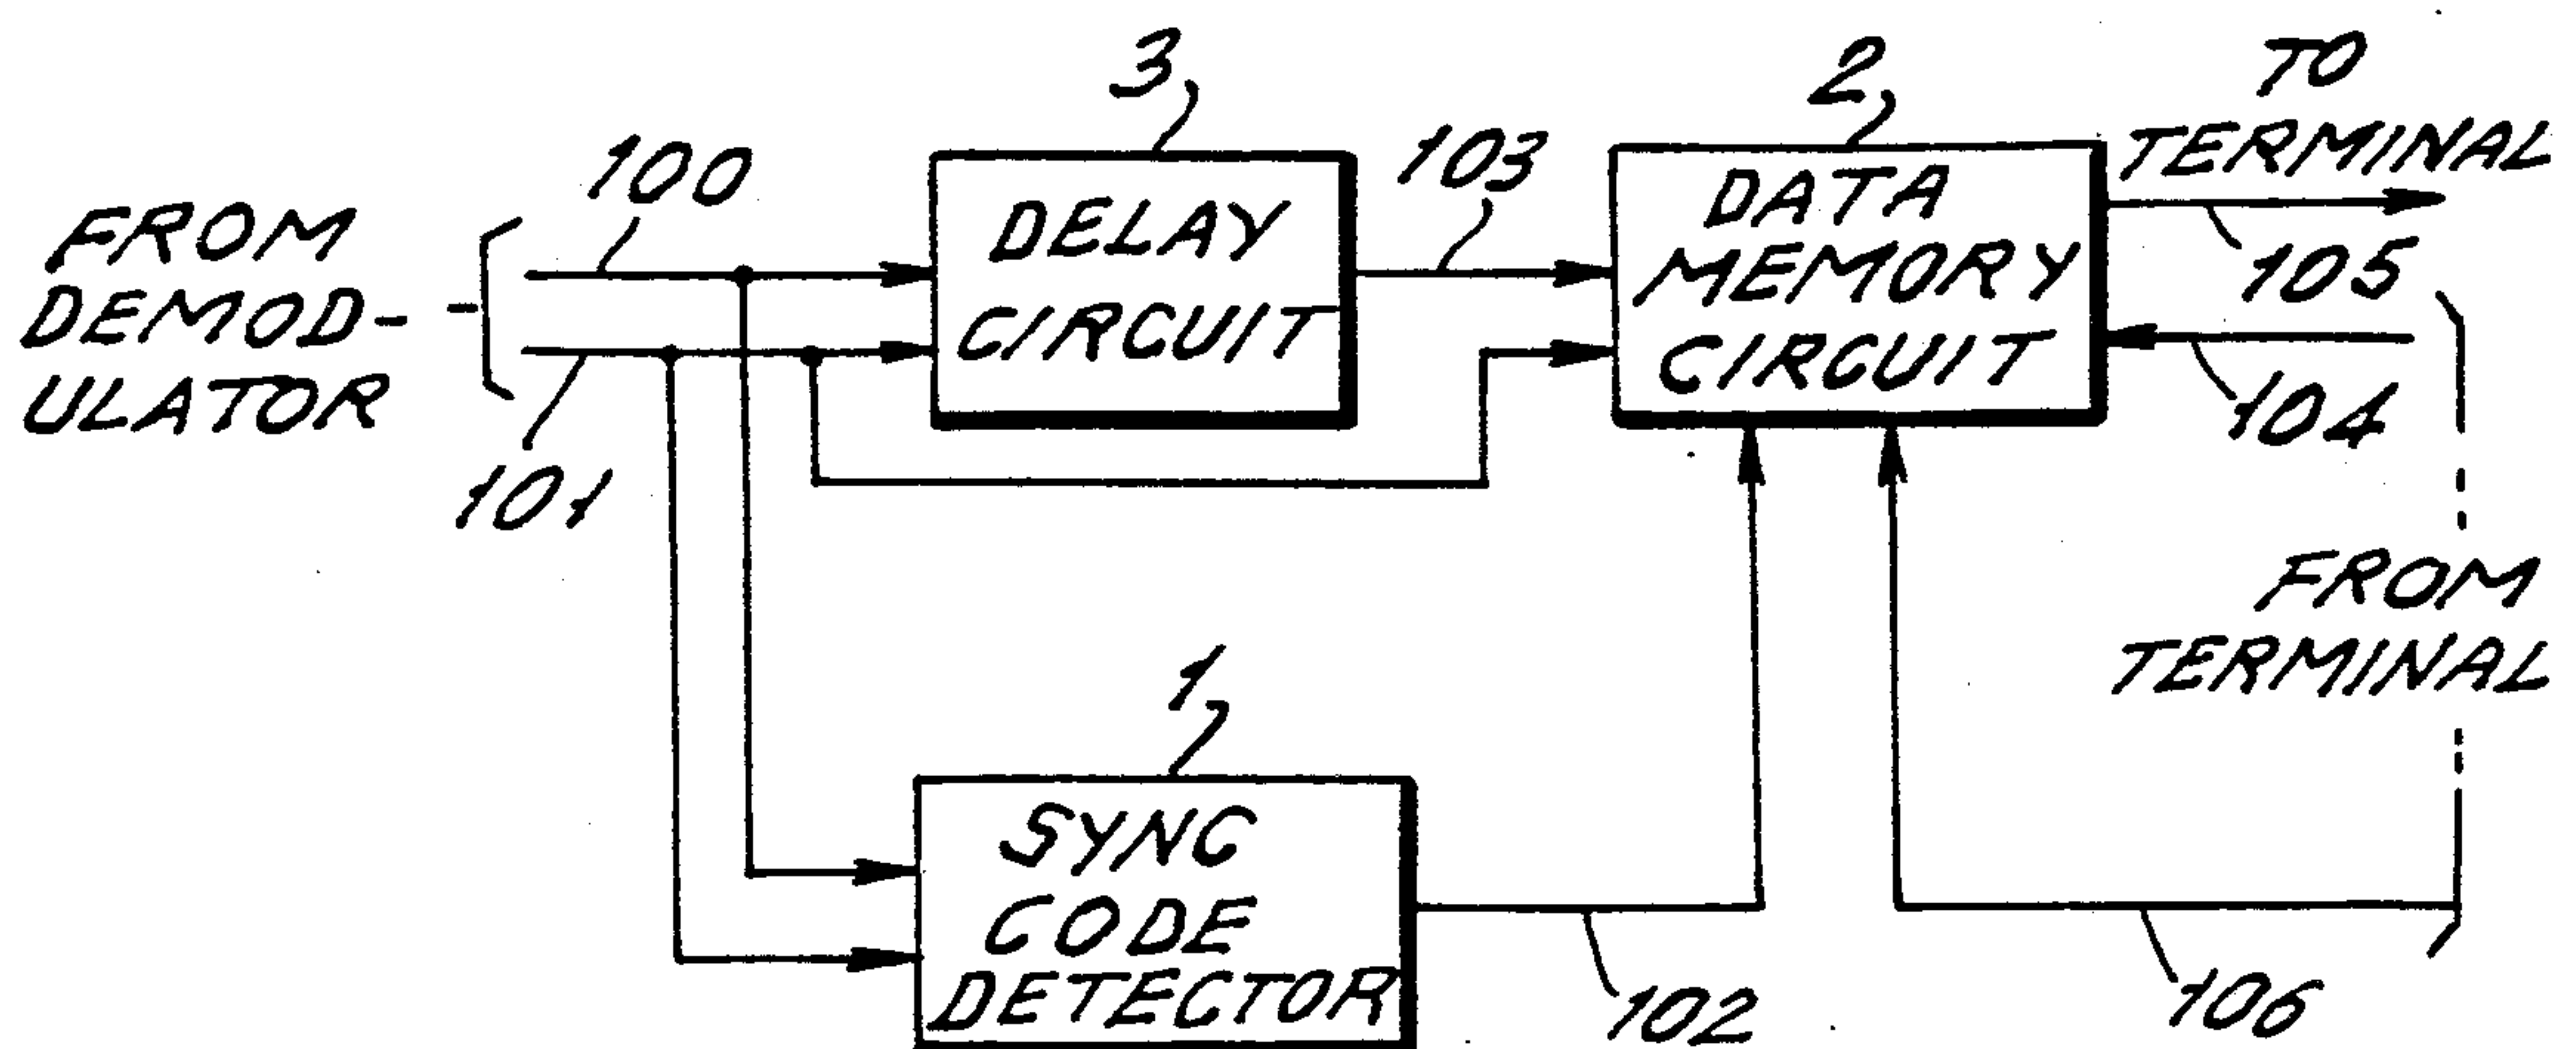 3
2
TO
TERMINAL
100
103
FROM
DEMOD-
ULATOR
DELAY
CIRCUIT
DATA
MEMORY
CIRCUIT
105
104
101
FROM
TERMINAL
1
SYNC
CODE
DETECTOR
102
106